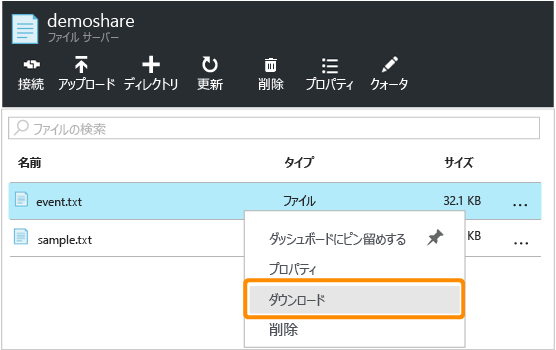 demoshare
ファイル サーバー
接続 アップロード ディレクトリ 更新 削除 プロパティ クォータ
ファイルの検索
名前 タイプ サイズ
event.txt ファイル 32.1 KB ...
sample.txt KB ...
ダッシュボードにピン留めする
プロパティ
ダウンロード
削除